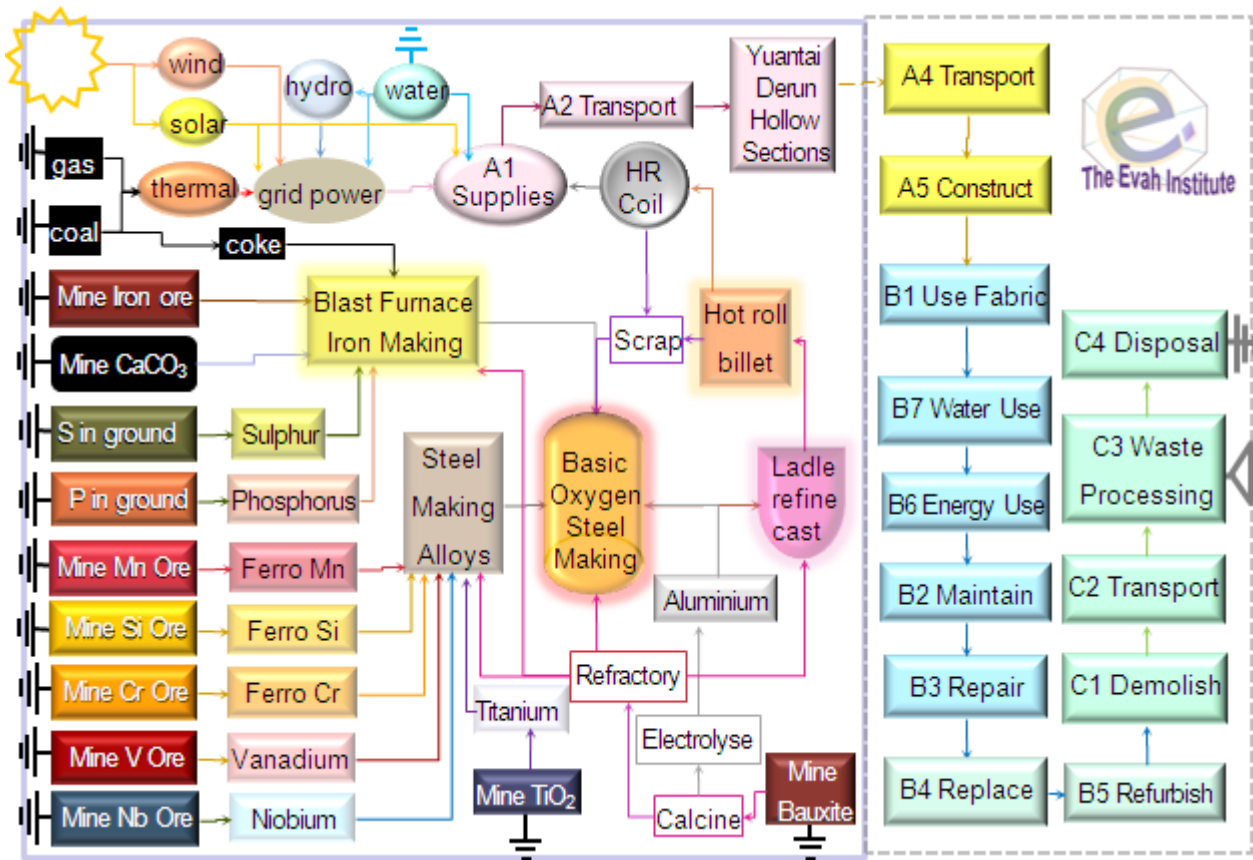 wind
hydro
water
solar
gas
thermal
grid power
coal
coke
A1
Supplies
A2 Transport
Yuantai
Derun
Hollow
Sections
HR
Coil
Mine Iron ore
Blast Furnace
Iron Making
Scrap
Hot roll
billet
Mine CaCO₃
S in ground
Sulphur
P in ground
Phosphorus
Steel
Making
Alloys
Basic
Oxygen
Steel
Making
Ladle
refine
cast
Mine Mn Ore
Ferro Mn
Aluminium
Mine Si Ore
Ferro Si
Mine Cr Ore
Ferro Cr
Refractory
Titanium
Electrolyse
Mine V Ore
Vanadium
Mine TiO₂
Mine
Bauxite
Mine Nb Ore
Niobium
Calcine
A4 Transport
A5 Construct
e.
The Evah Institute
B1 Use Fabric
B7 Water Use
B6 Energy Use
B2 Maintain
B3 Repair
B4 Replace
B5 Refurbish
C1 Demolish
C2 Transport
C3 Waste
Processing
C4 Disposal